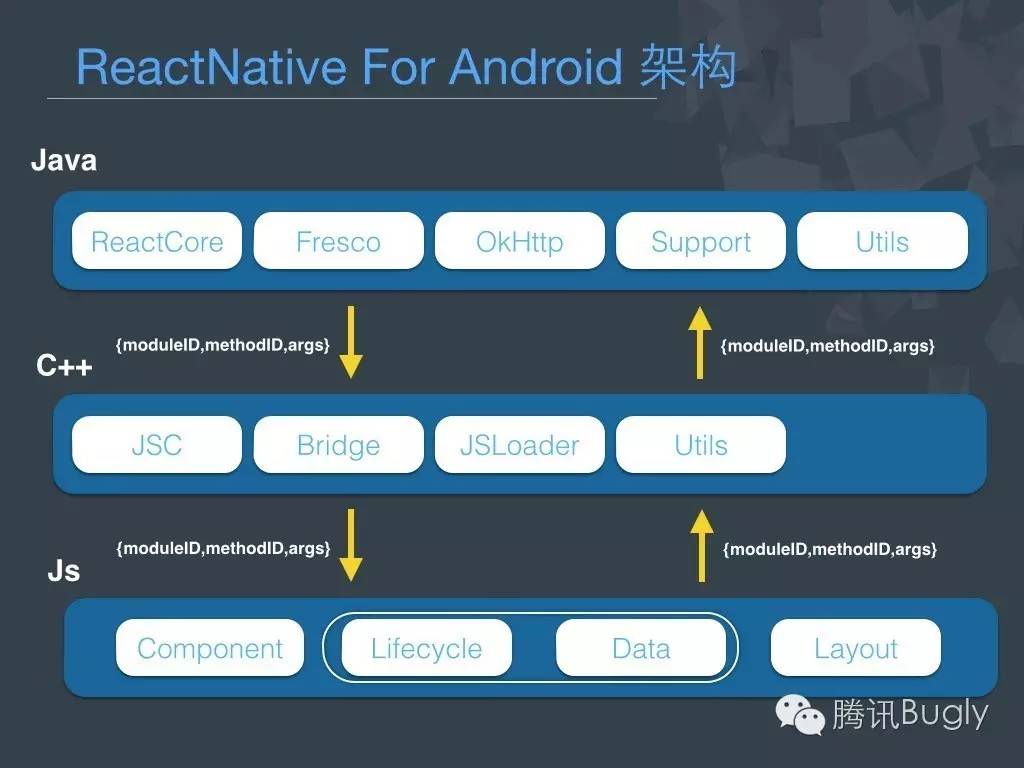 ReactNative For Android 架构
Java
ReactCore Fresco OkHttp Support Utils
{moduleID,methodID,args} {moduleID,methodID,args}
C++
JSC Bridge JSLoader Utils
{moduleID,methodID,args} {moduleID,methodID,args}
Js
Component Lifecycle Data Layout
腾讯Bugly